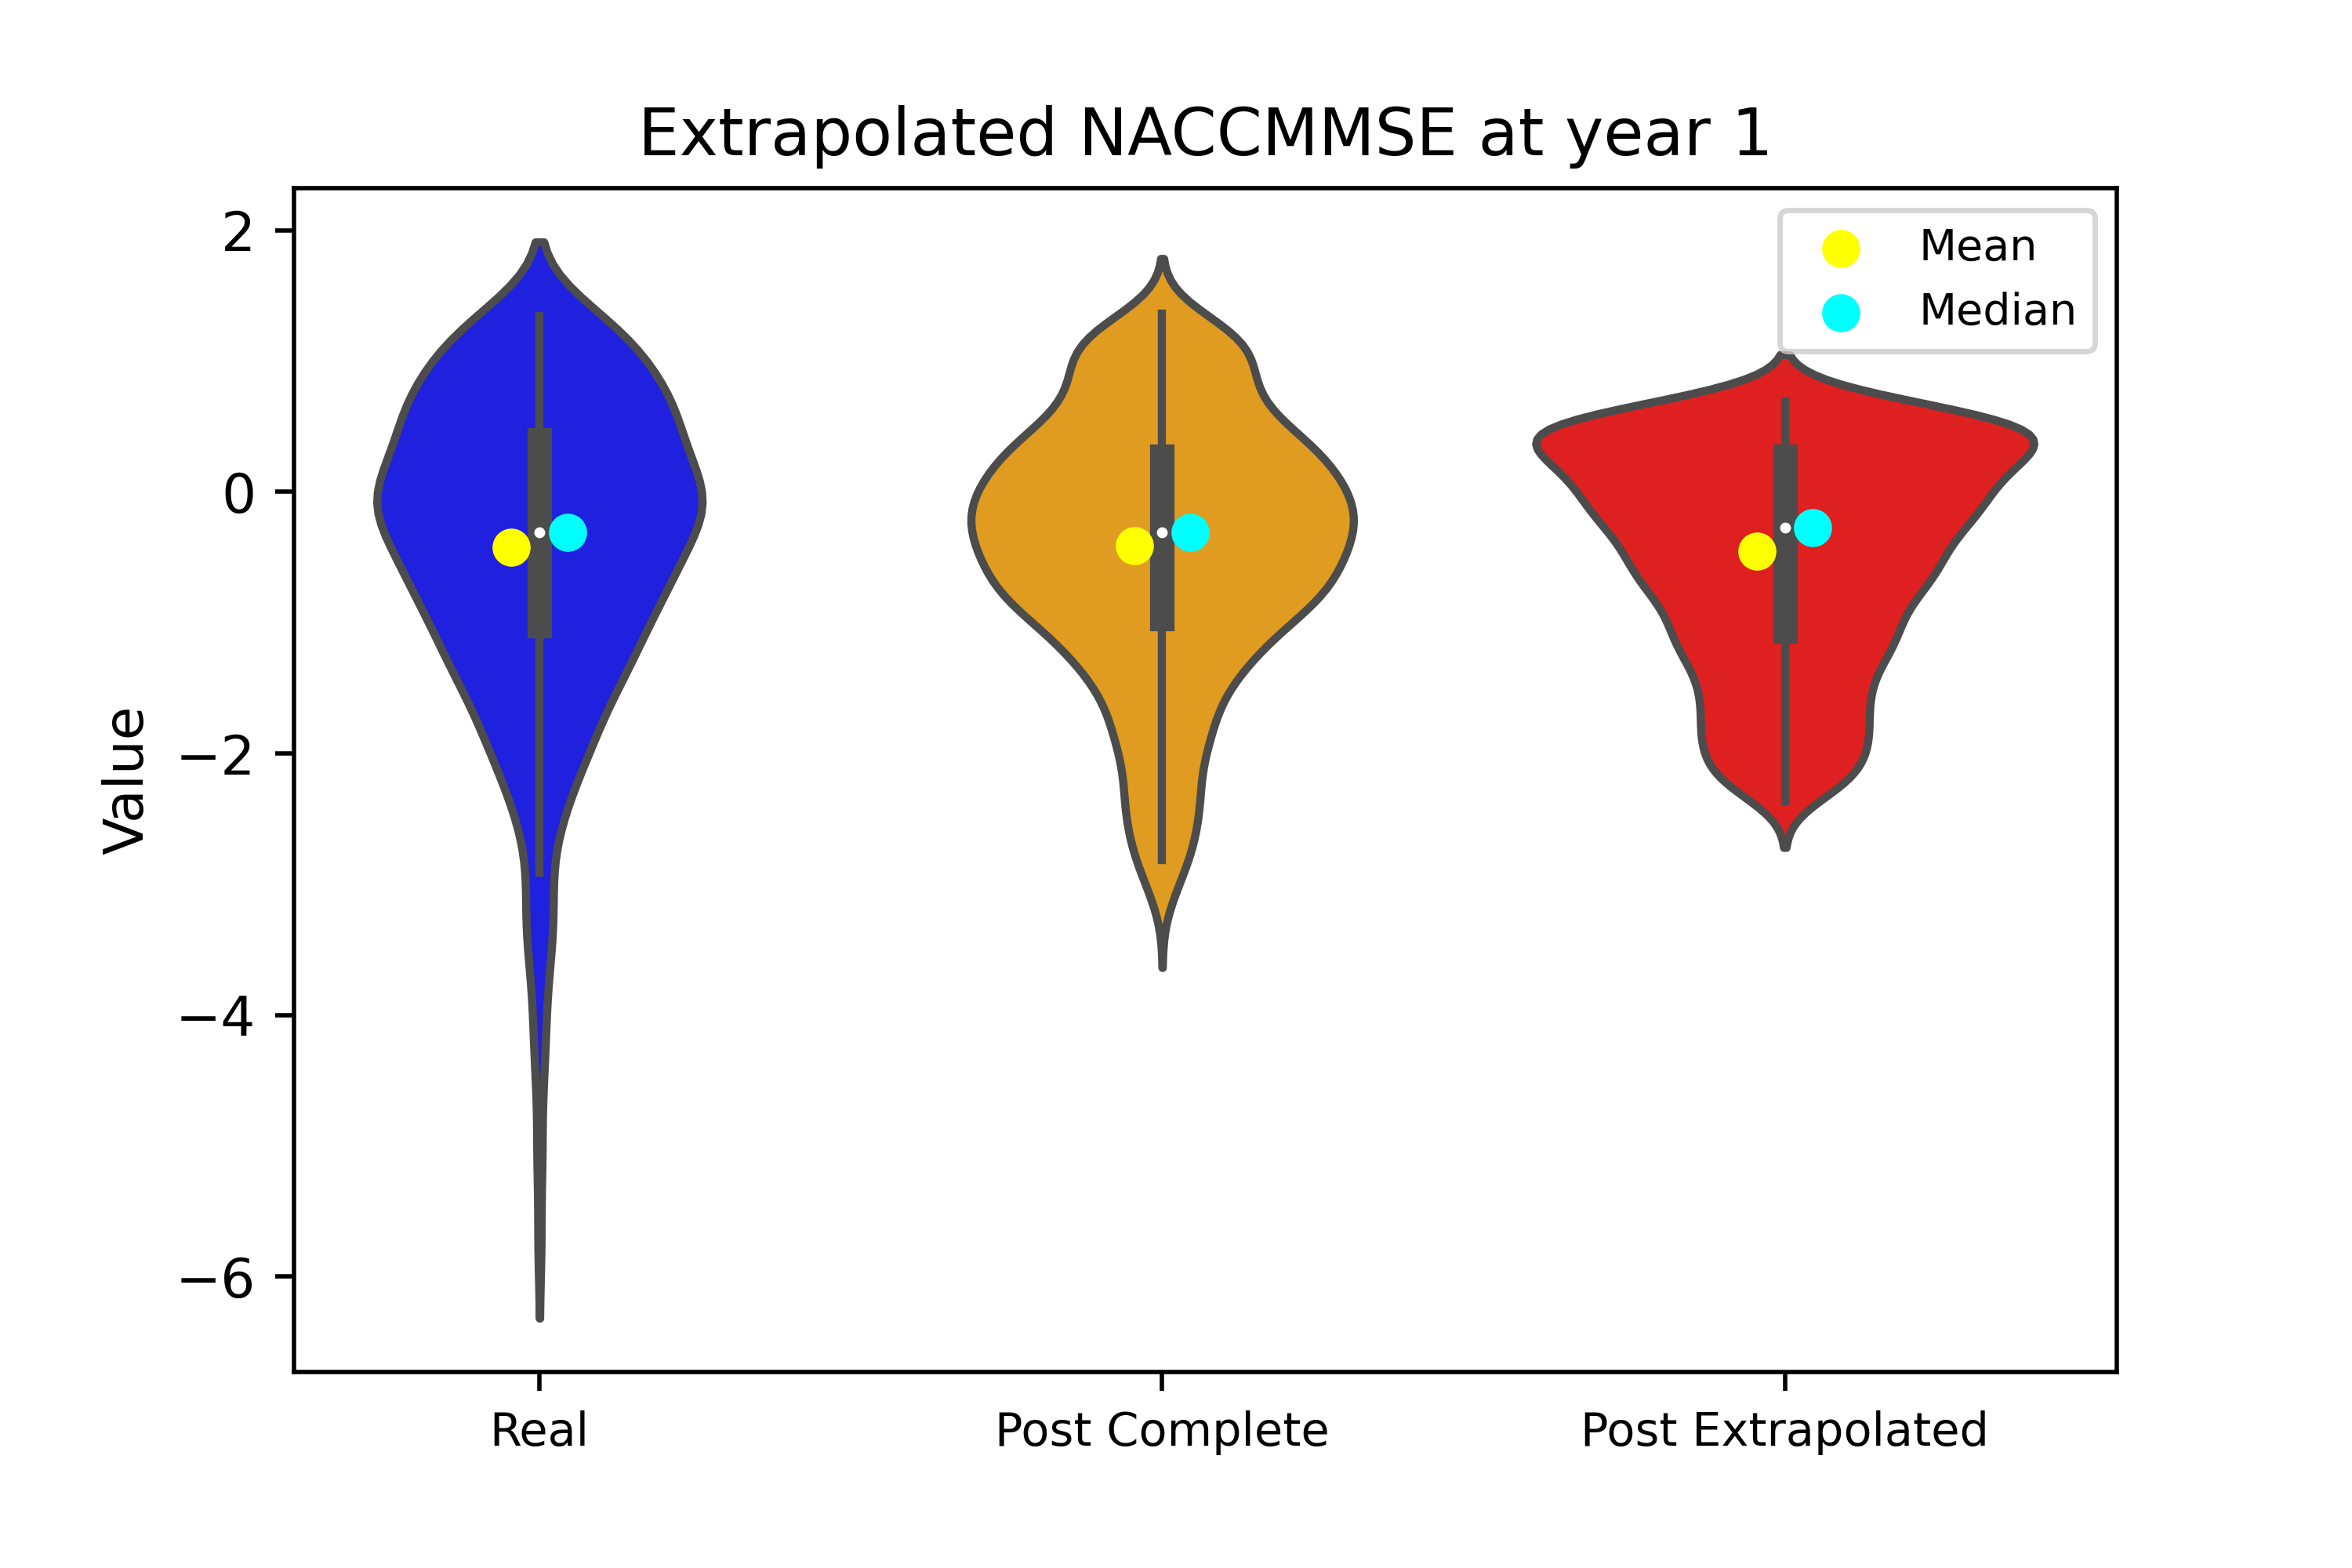 Extrapolated NACCMMSE at year 1
Mean
Median
Value
2
0
−2
−4
−6
Real
Post Complete
Post Extrapolated